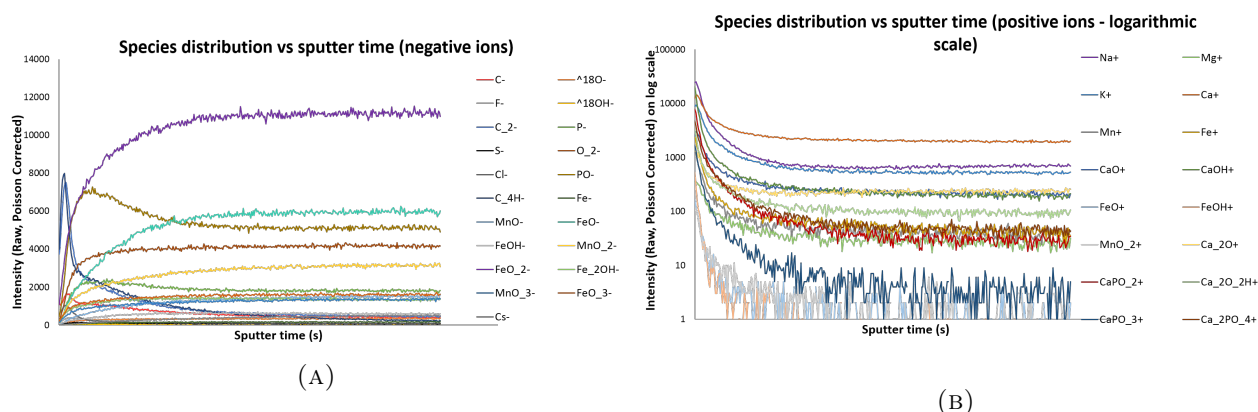 Species distribution vs sputter time (negative ions)
Intensity (Raw, Poisson Corrected)
14000
12000
10000
8000
6000
4000
2000
0
Sputter time (s)
C-
^18O-
F-
^18OH-
C_2-
P-
S-
O_2-
Cl-
PO-
C_4H-
Fe-
MnO-
FeO-
FeOH-
MnO_2-
FeO_2-
Fe_2OH-
MnO_3-
FeO_3-
Cs-
(A)
Species distribution vs sputter time (positive ions - logarithmic
scale)
Intensity (Raw, Poisson Corrected) on log scale
100000
10000
1000
100
10
1
Sputter time (s)
Na+
Mg+
K+
Ca+
Mn+
Fe+
CaO+
CaOH+
FeO+
FeOH+
MnO_2+
Ca_2O+
CaPO_2+
Ca_2O_2H+
CaPO_3+
Ca_2PO_4+
(B)